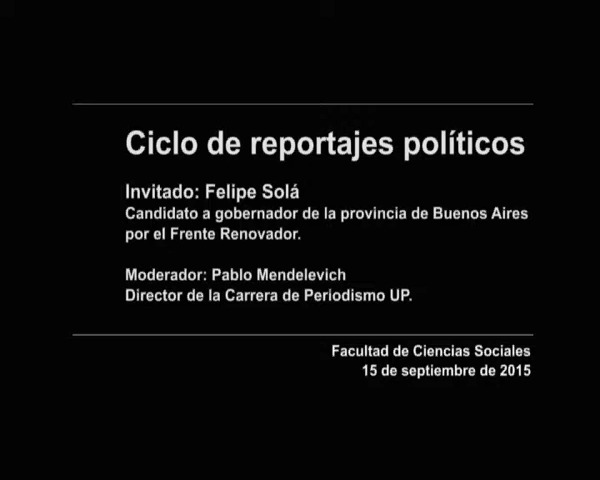 Ciclo de reportajes políticos
Invitado: Felipe Solá
Candidato a gobernador de la provincia de Buenos Aires
por el Frente Renovador.
Moderador: Pablo Mendelevich
Director de la Carrera de Periodismo UP.
Facultad de Ciencias Sociales
15 de septiembre de 2015